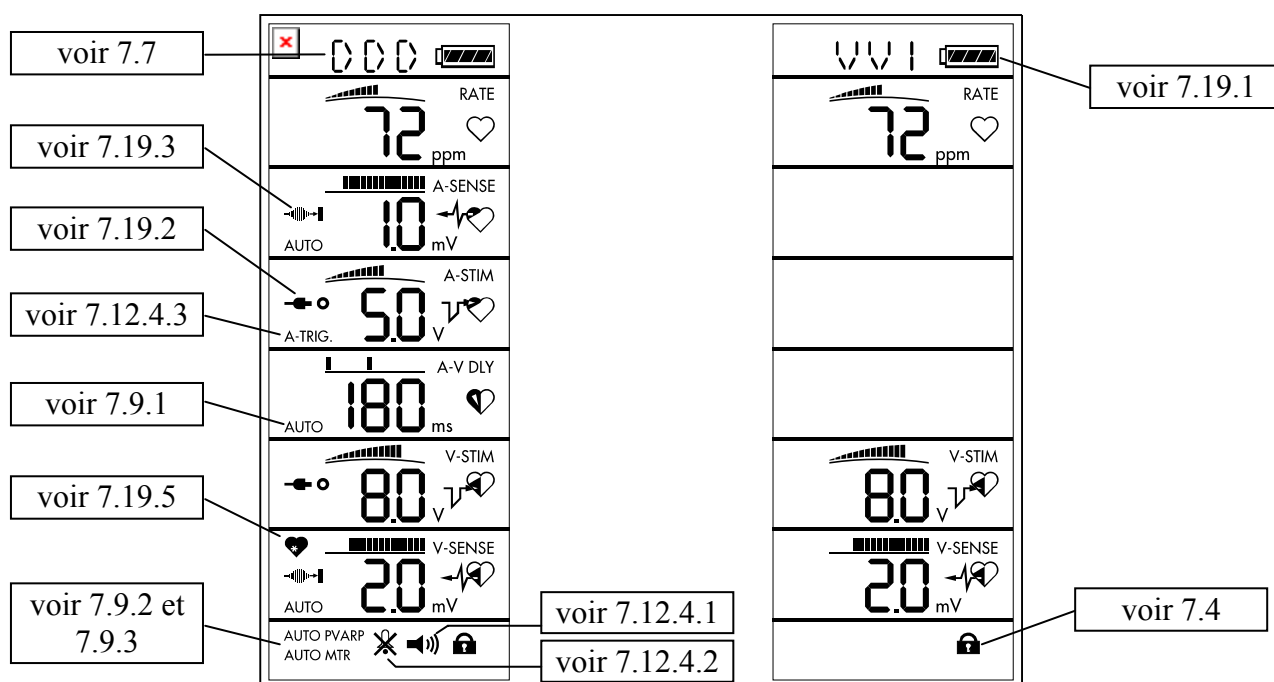 voir 7.7
voir 7.19.3
voir 7.19.2
voir 7.12.4.3
voir 7.9.1
voir 7.19.5
voir 7.9.2 et
7.9.3
DDD
RATE
72
ppm
A-SENSE
1.0
AUTO
mV
A-STIM
5.0
A-TRIG.
V
A-V DLY
180
AUTO
ms
V-STIM
8.0
V
V-SENSE
2.0
AUTO
mV
AUTO PVARP
AUTO MTR
voir 7.12.4.1
voir 7.12.4.2
VVI
RATE
72
ppm
V-STIM
8.0
V
V-SENSE
2.0
mV
voir 7.19.1
voir 7.4